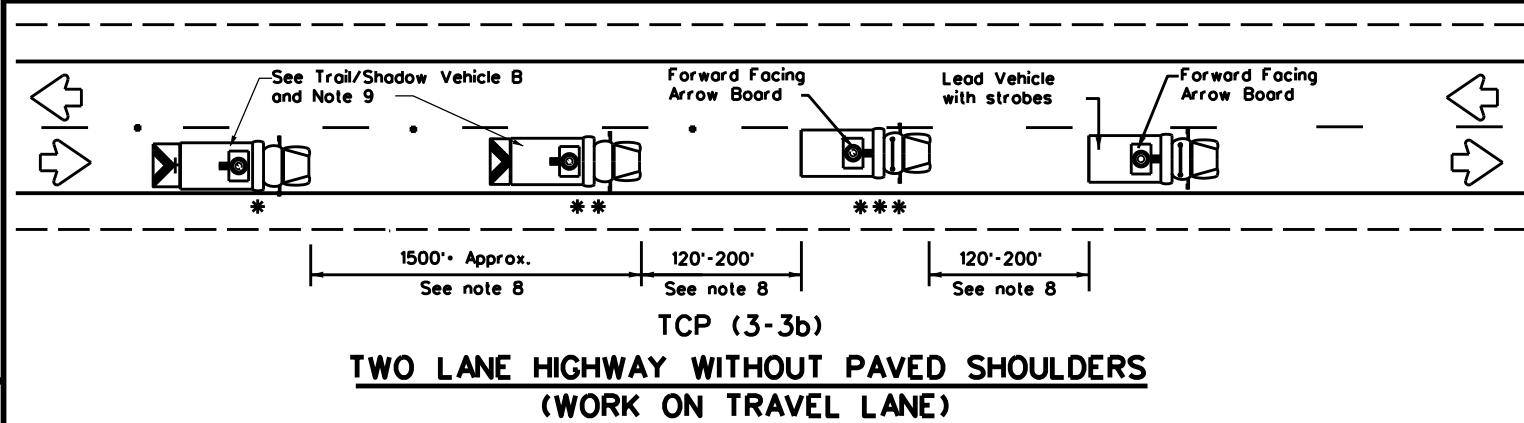 See Trail/Shadow Vehicle B
and Note 9
Forward Facing
Arrow Board
Lead Vehicle
with strobes
Forward Facing
Arrow Board
*
**
***
1500'+ Approx.
See note 8
120'-200'
See note 8
120'-200'
See note 8
TCP (3-3b)
TWO LANE HIGHWAY WITHOUT PAVED SHOULDERS
(WORK ON TRAVEL LANE)